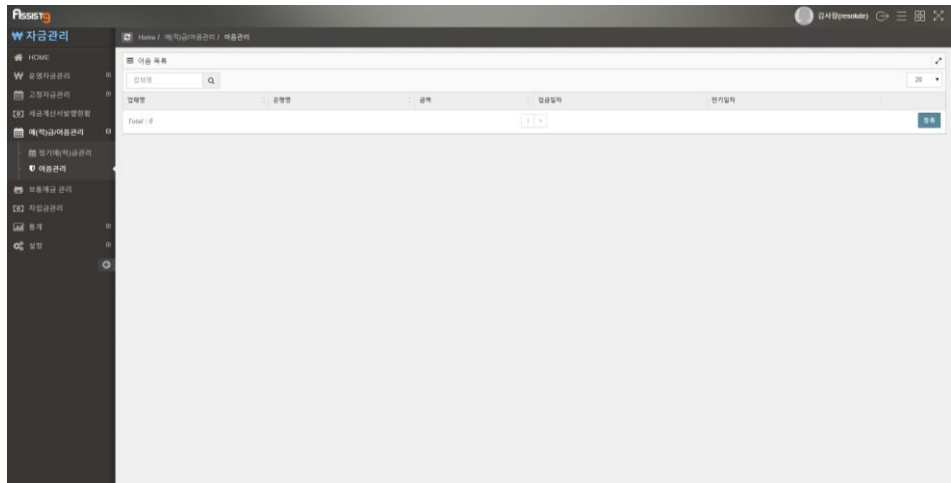 Assist9
김사장(resolute)
₩ 자금관리
Home / 예(적)금/어음관리 / 어음관리
HOME
운영자금관리
고정자금관리
세금계산서발행현황
예(적)금/어음관리
정기예(적)금관리
어음관리
보통예금 관리
차입금관리
통계
설정
어음 목록
업체명
20
업체명 은행명 금액 입금일자 만기일자
Total : 0
등록